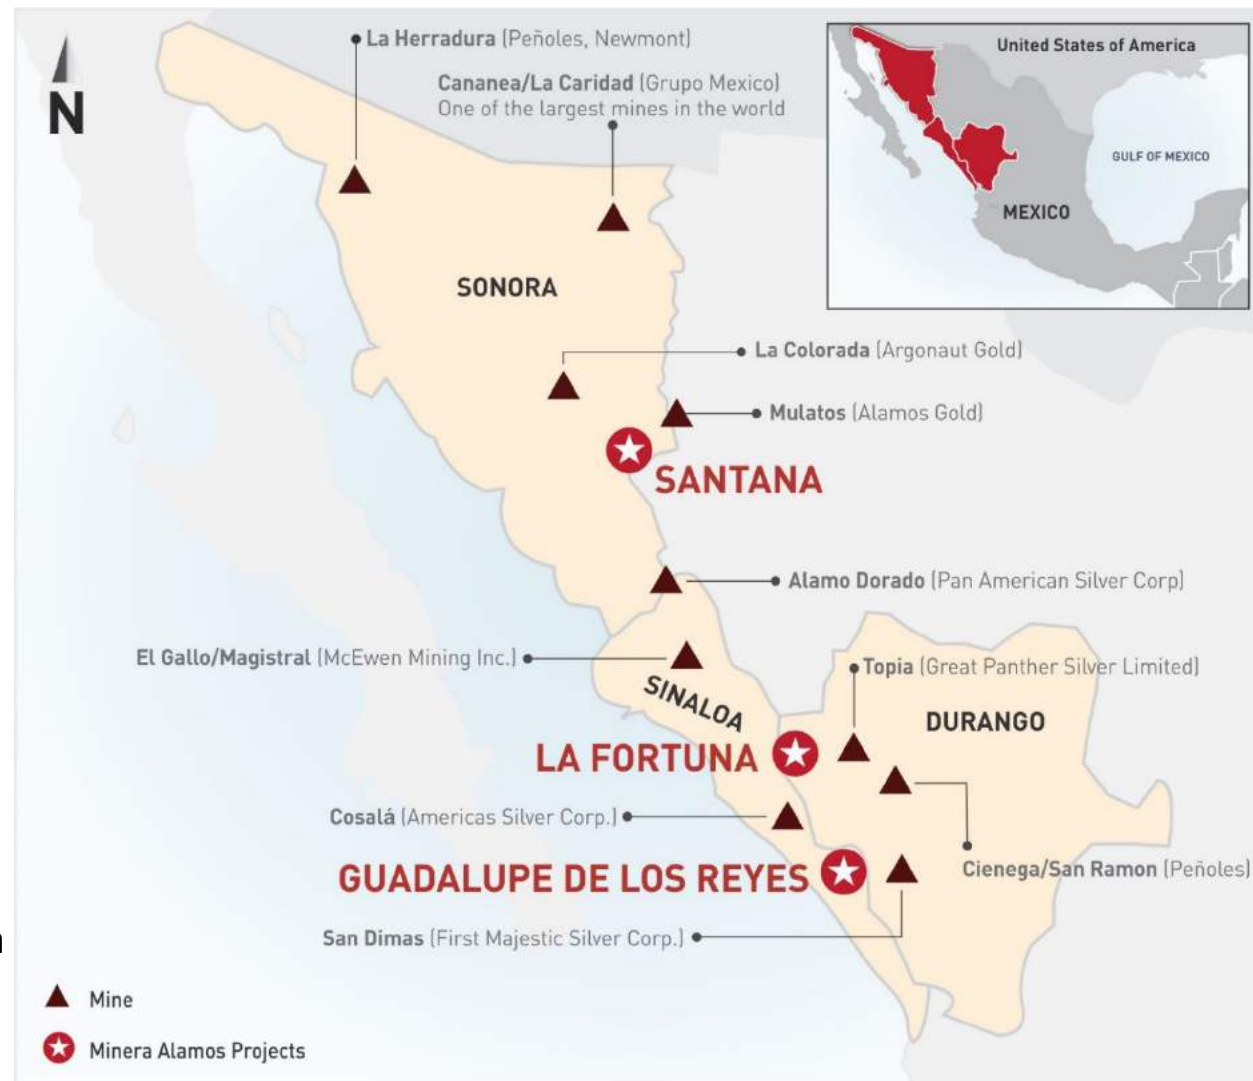 La Herradura (Peñoles, Newmont)
Cananea/La Caridad (Grupo Mexico)
One of the largest mines in the world
United States of America
GULF OF MEXICO
MEXICO
N
SONORA
La Colorada (Argonaut Gold)
Mulatos (Alamos Gold)
SANTANA
Alamo Dorado (Pan American Silver Corp)
El Gallo/Magistral (McEwen Mining Inc.)
Topia (Great Panther Silver Limited)
SINALOA
DURANGO
LA FORTUNA
Cosalá (Americas Silver Corp.)
Cienega/San Ramon (Peñoles)
GUADALUPE DE LOS REYES
San Dimas (First Majestic Silver Corp.)
Mine
Minera Alamos Projects